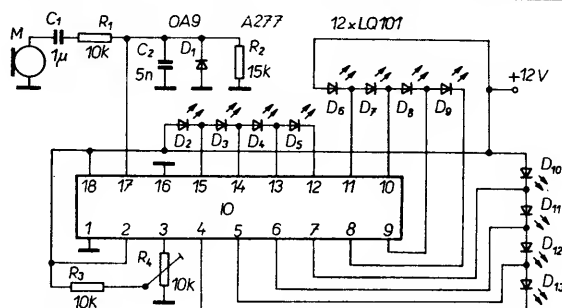 C1 R1 OA9 A277 12xLQ101
M 1μ 10k C2 D1 R2
5n 15k +12V
D6 D7 D8 D9
D2 D3 D4 D5
D10
18 17 16 15 14 13 12 11 10
IO
D11
1 2 3 4 5 6 7 8 9
D12
R3 R4
10k 10k D13